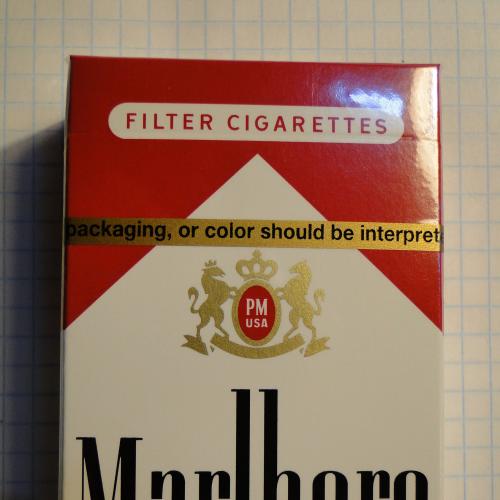 FILTER CIGARETTES
packaging, or color should be interpret
PM
USA
Marlboro